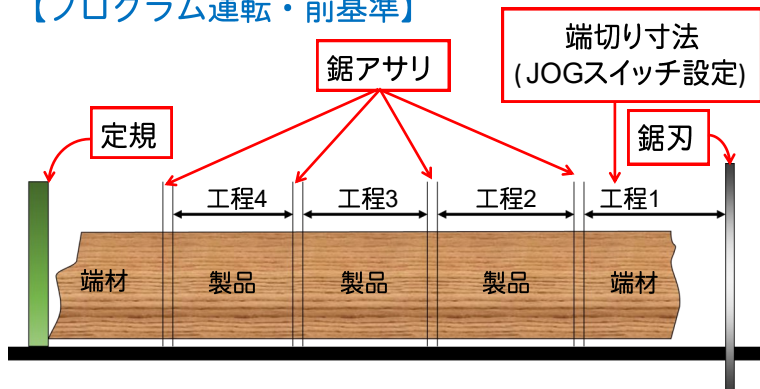 【プログラム運転・前基準】
端切り寸法
(JOGスイッチ設定)
鋸アサリ
定規
鋸刃
工程4
工程3
工程2
工程1
端材
製品
製品
製品
端材